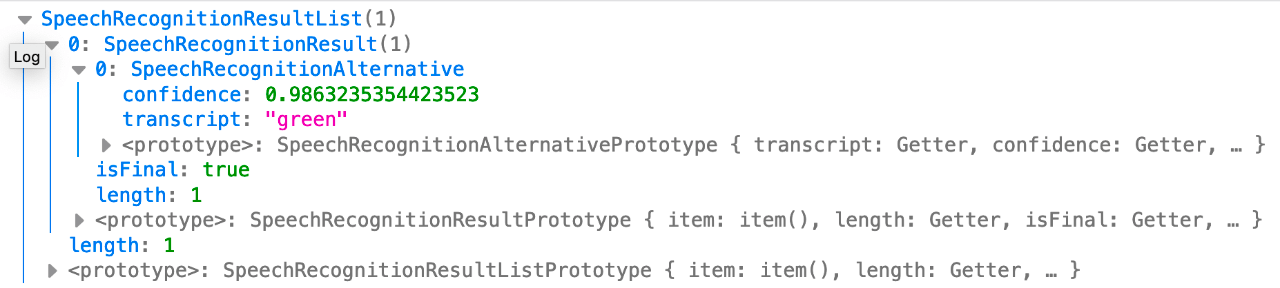 SpeechRecognitionResultList(1)
Log
0: SpeechRecognitionResult(1)
0: SpeechRecognitionAlternative
confidence: 0.9863235354423523
transcript: "green"
<prototype>: SpeechRecognitionAlternativePrototype { transcript: Getter, confidence: Getter, … }
isFinal: true
length: 1
<prototype>: SpeechRecognitionResultPrototype { item: item(), length: Getter, isFinal: Getter, … }
length: 1
<prototype>: SpeechRecognitionResultListPrototype { item: item(), length: Getter, … }